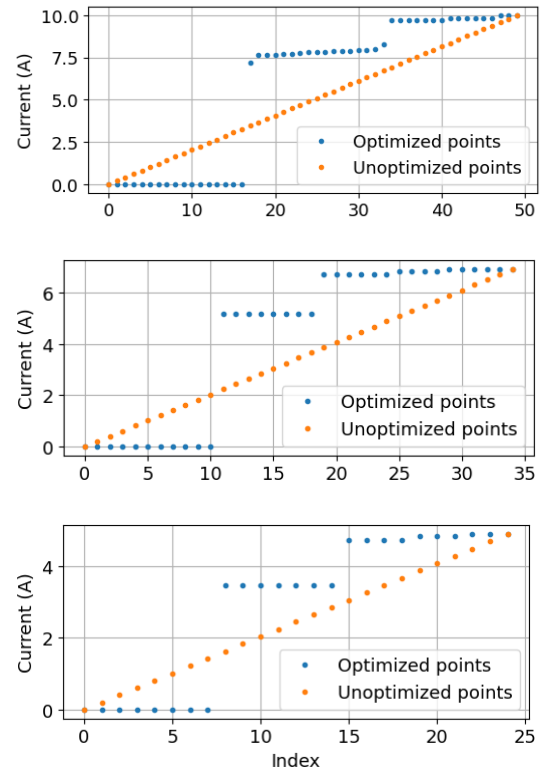 Current (A)
10.0
7.5
5.0
2.5
0.0
Optimized points
Unoptimized points
0 10 20 30 40 50
Current (A)
6
4
2
0
Optimized points
Unoptimized points
0 5 10 15 20 25 30 35
Current (A)
4
2
0
Optimized points
Unoptimized points
0 5 10 15 20 25
Index